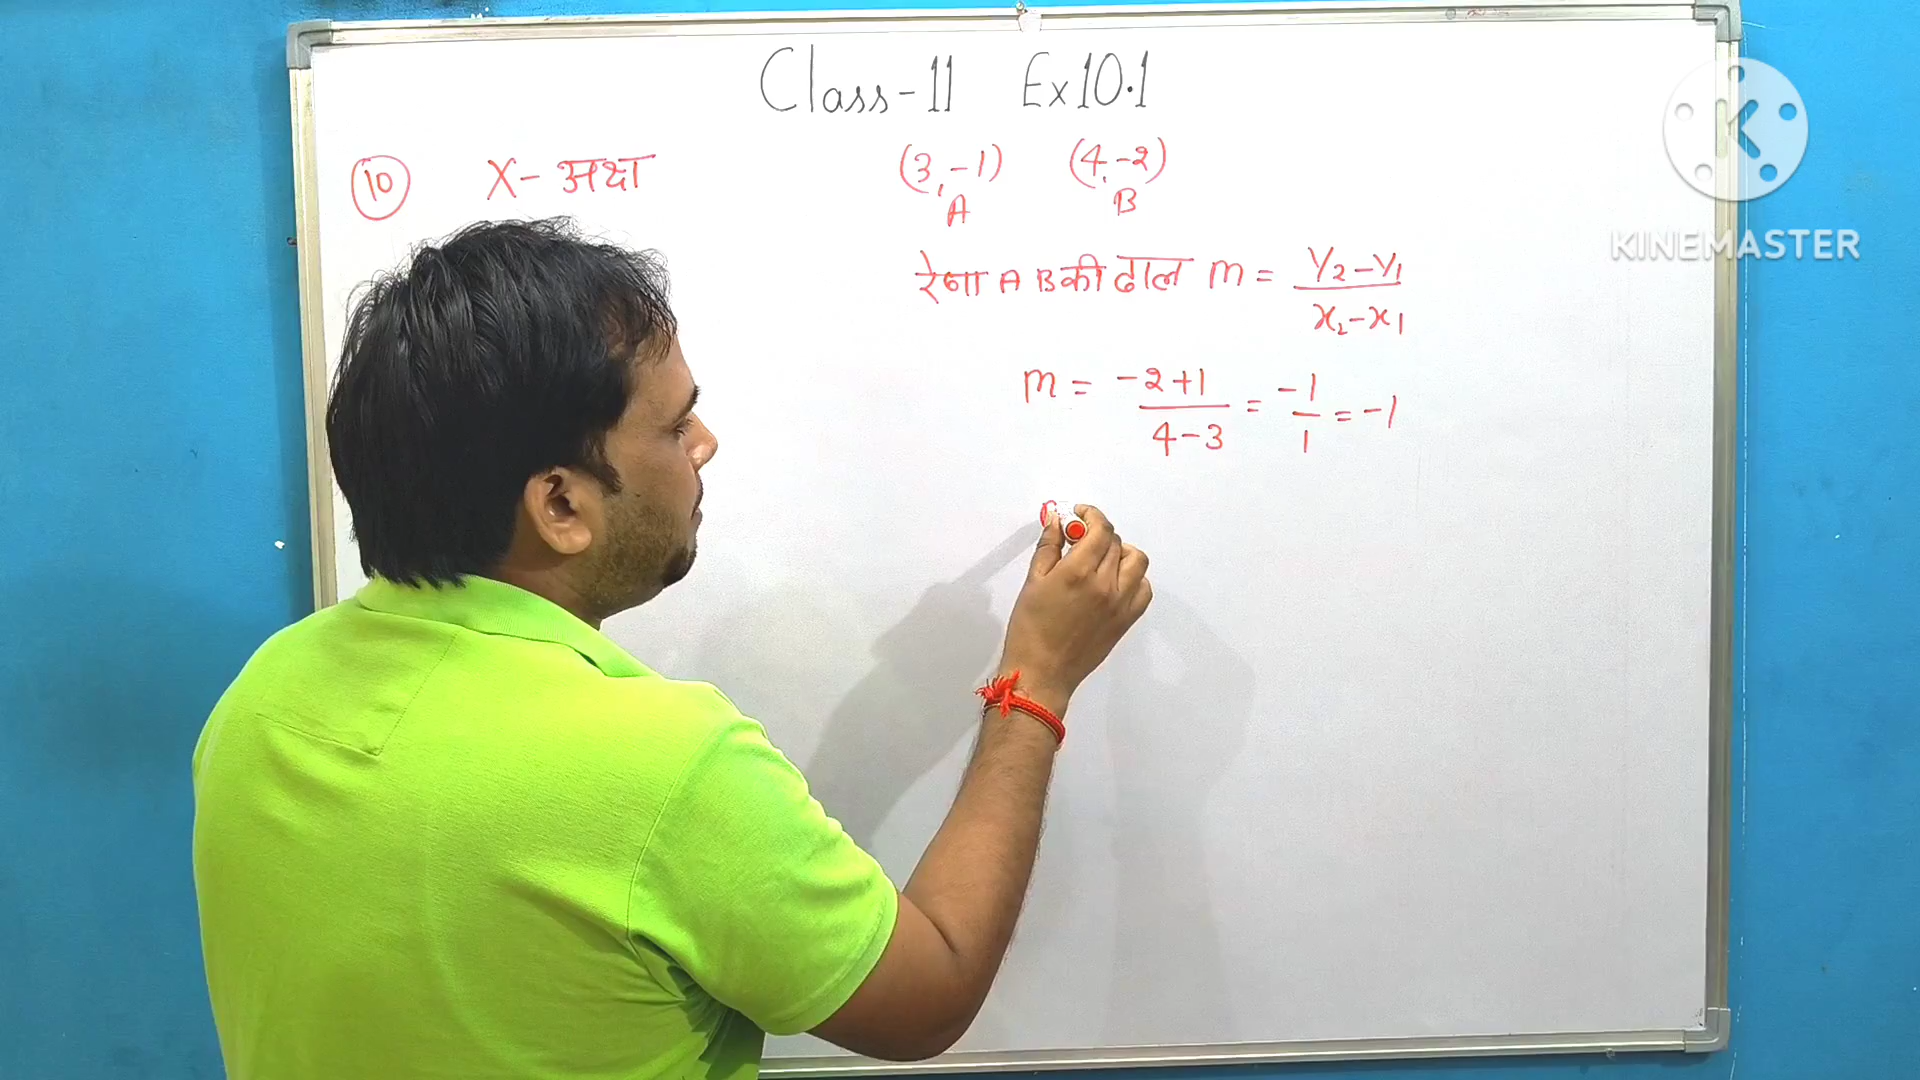 Class-11 Ex 10.1
10 X-अक्ष (3,-1) (4,-2)
A B
रेखा AB की ढाल m = y₂-y₁ / x₂-x₁
m = -2+1 / 4-3 = -1 / 1 = -1
K
KINEMASTER